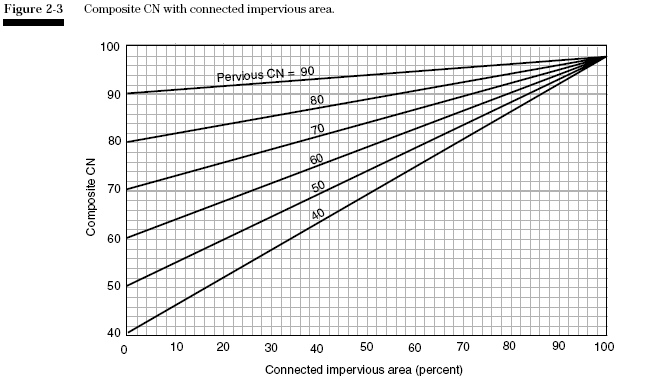 Figure 2-3 Composite CN with connected impervious area.
100
90
80
70
60
50
40
Composite CN
Pervious CN = 90
80
70
60
50
40
0 10 20 30 40 50 60 70 80 90 100
Connected impervious area (percent)